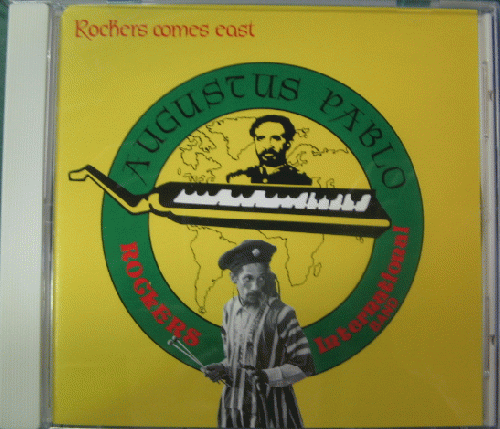 Rockers comes east
AUGUSTUS PABLO
ROCKERS
International
BAND